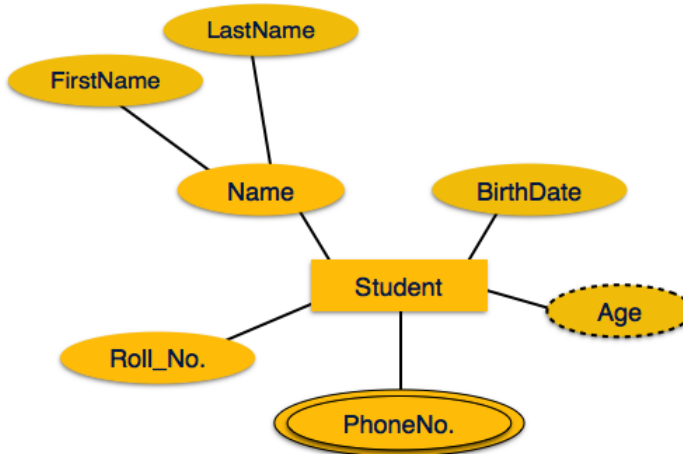 LastName
FirstName
Name
BirthDate
Student
Age
Roll_No.
PhoneNo.